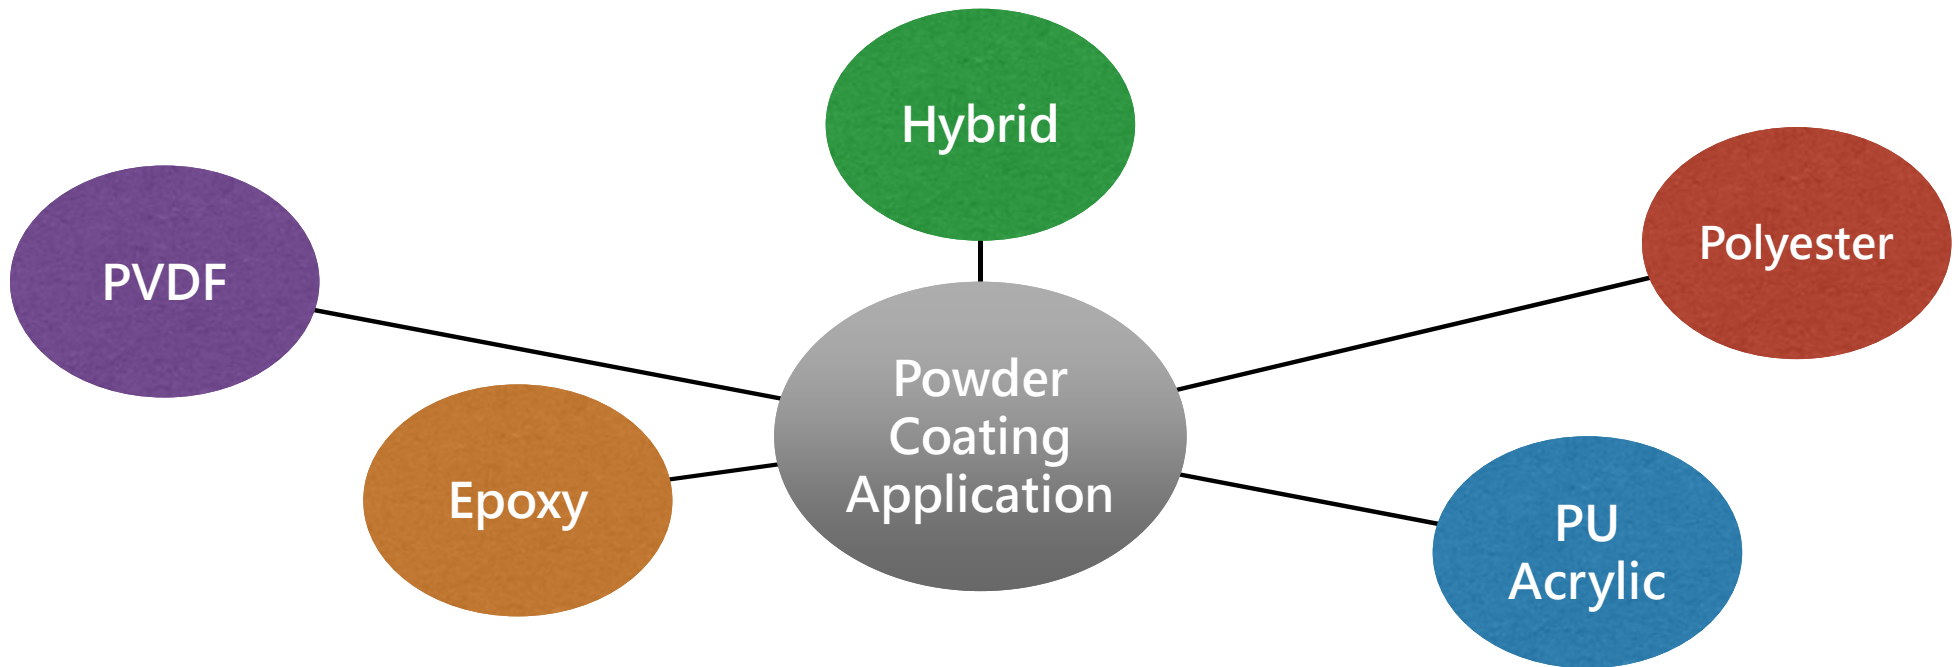 Hybrid
Polyester
PVDF
Powder
Coating
Application
Epoxy
PU
Acrylic